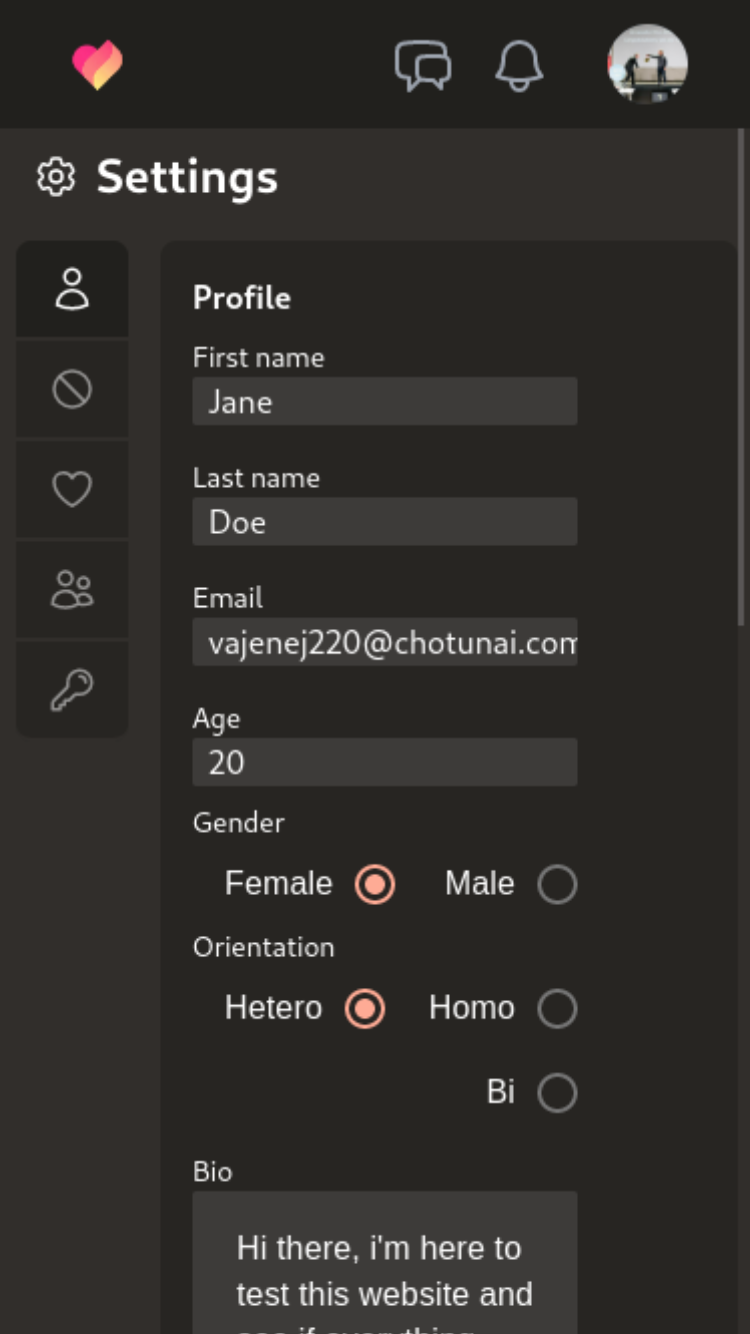 Settings
Profile
First name
Jane
Last name
Doe
Email
vajenej220@chotunai.com
Age
20
Gender
Female Male
Orientation
Hetero Homo
Bi
Bio
Hi there, i'm here to
test this website and